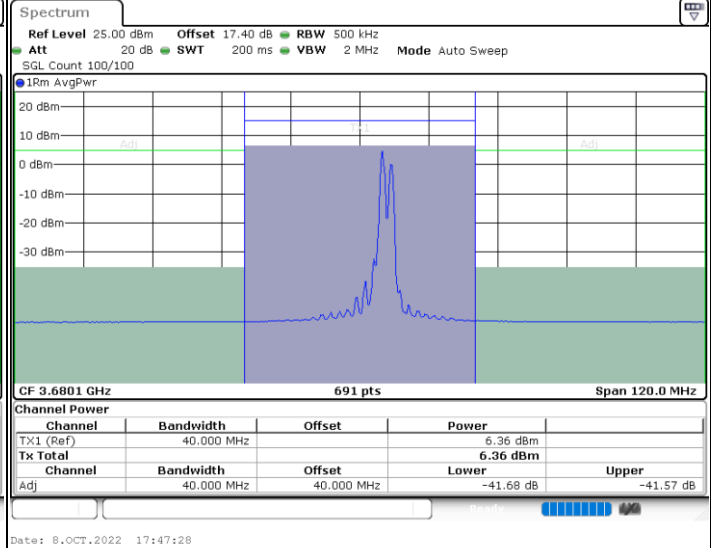 Spectrum
Ref Level 25.00 dBm Offset 17.40 dB RBW 500 kHz
Att 20 dB SWT 200 ms VBW 2 MHz Mode Auto Sweep
SGL Count 100/100
1Rm AvgPwr
20 dBm
TX1
10 dBm
Adj Adj
0 dBm
-10 dBm
-20 dBm
-30 dBm
CF 3.6801 GHz 691 pts Span 120.0 MHz
Channel Power
Channel Bandwidth Offset Power
TX1 (Ref) 40.000 MHz 6.36 dBm
Tx Total 6.36 dBm
Channel Bandwidth Offset Lower Upper
Adj 40.000 MHz 40.000 MHz -41.68 dB -41.57 dB
Ready
Date: 8.OCT.2022 17:47:28